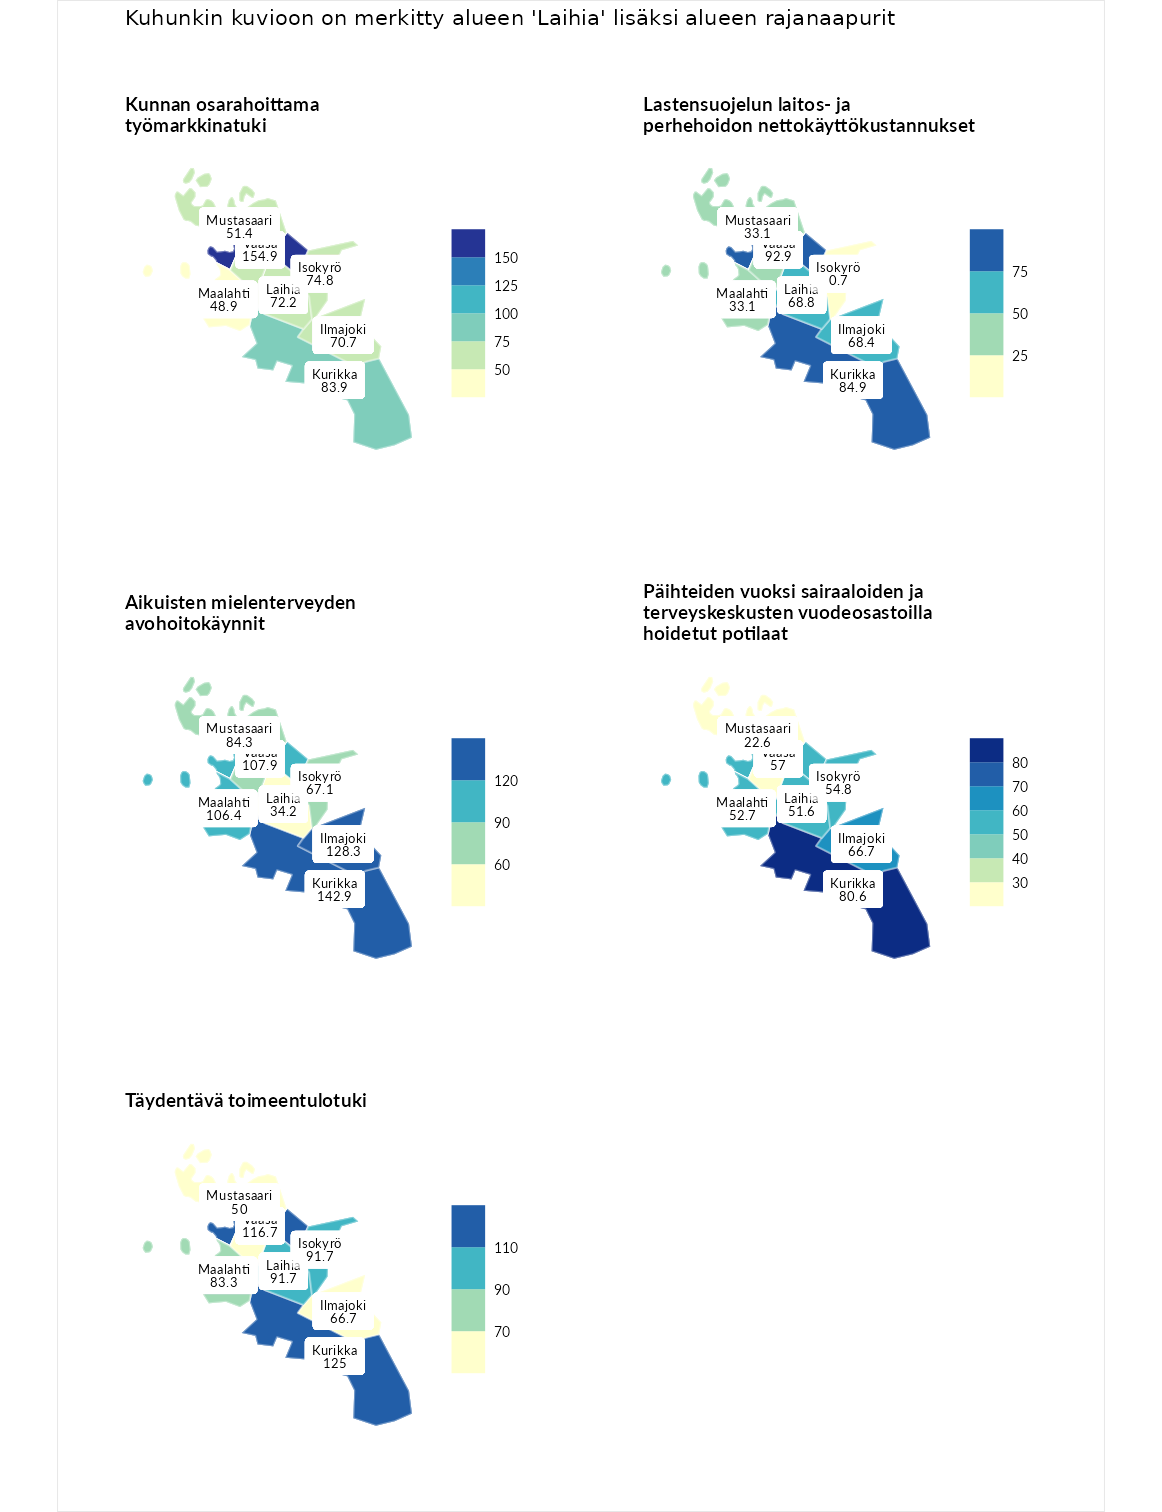 Kuhunkin kuvioon on merkitty alueen 'Laihia' lisäksi alueen rajanaapurit
Kunnan osarahoittama
työmarkkinatuki
Mustasaari
51.4
Vaasa
154.9
Isokyrö
74.8
Laihia
72.2
Maalahti
48.9
Ilmajoki
70.7
Kurikka
83.9
150
125
100
75
50
Lastensuojelun laitos- ja
perhehoidon nettokäyttökustannukset
Mustasaari
33.1
Vaasa
92.9
Isokyrö
0.7
Laihia
68.8
Maalahti
33.1
Ilmajoki
68.4
Kurikka
84.9
75
50
25
Aikuisten mielenterveyden
avohoitokäynnit
Mustasaari
84.3
Vaasa
107.9
Isokyrö
67.1
Laihia
34.2
Maalahti
106.4
Ilmajoki
128.3
Kurikka
142.9
120
90
60
Päihteiden vuoksi sairaaloiden ja
terveyskeskusten vuodeosastoilla
hoidetut potilaat
Mustasaari
22.6
Vaasa
57
Isokyrö
54.8
Laihia
51.6
Maalahti
52.7
Ilmajoki
66.7
Kurikka
80.6
80
70
60
50
40
30
Täydentävä toimeentulotuki
Mustasaari
50
Vaasa
116.7
Isokyrö
91.7
Laihia
91.7
Maalahti
83.3
Ilmajoki
66.7
Kurikka
125
110
90
70